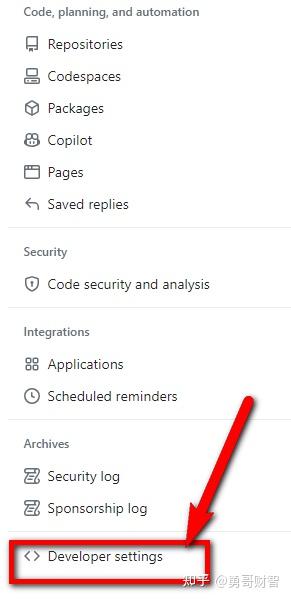 Code, planning, and automation
Repositories
Codespaces
Packages
Copilot
Pages
Saved replies
Security
Code security and analysis
Integrations
Applications
Scheduled reminders
Archives
Security log
Sponsorship log
Developer settings
知乎 @勇哥财智